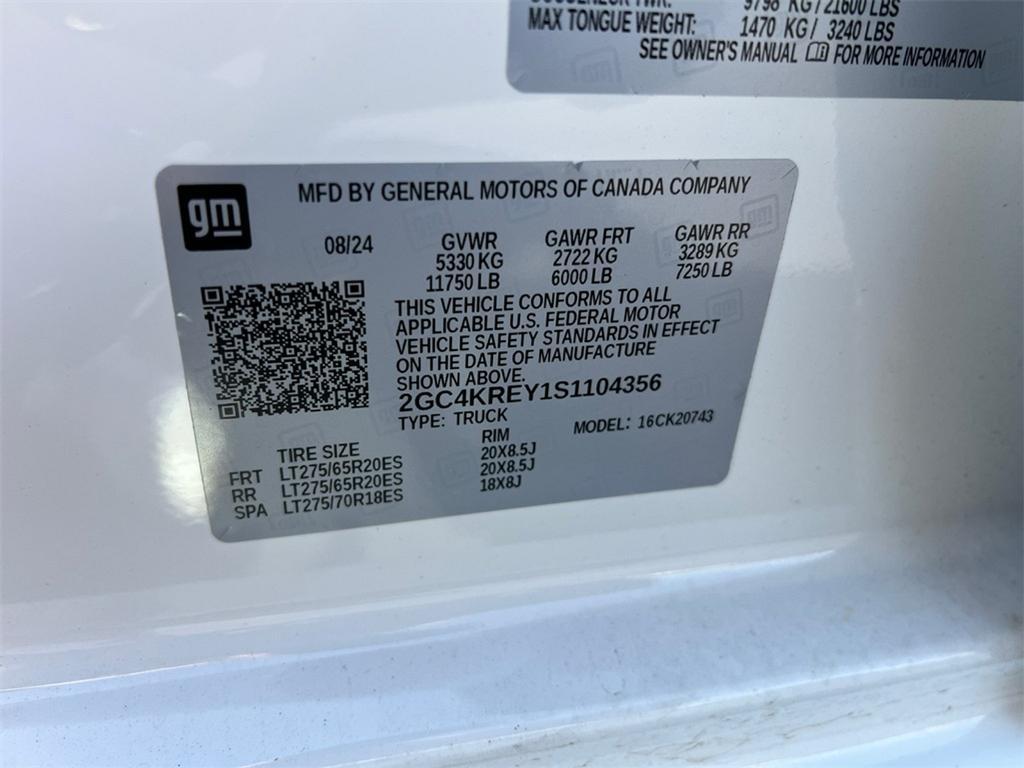 9798 KG/21600 LBS
MAX TONGUE WEIGHT: 1470 KG/ 3240 LBS
SEE OWNER'S MANUAL FOR MORE INFORMATION
gm
MFD BY GENERAL MOTORS OF CANADA COMPANY
08/24 GVWR GAWR FRT GAWR RR
5330 KG 2722 KG 3289 KG
11750 LB 6000 LB 7250 LB
THIS VEHICLE CONFORMS TO ALL
APPLICABLE U.S. FEDERAL MOTOR
VEHICLE SAFETY STANDARDS IN EFFECT
ON THE DATE OF MANUFACTURE
SHOWN ABOVE.
2GC4KREY1S1104356
TYPE: TRUCK MODEL: 16CK20743
TIRE SIZE RIM
FRT LT275/65R20ES 20X8.5J
RR LT275/65R20ES 20X8.5J
SPA LT275/70R18ES 18X8J